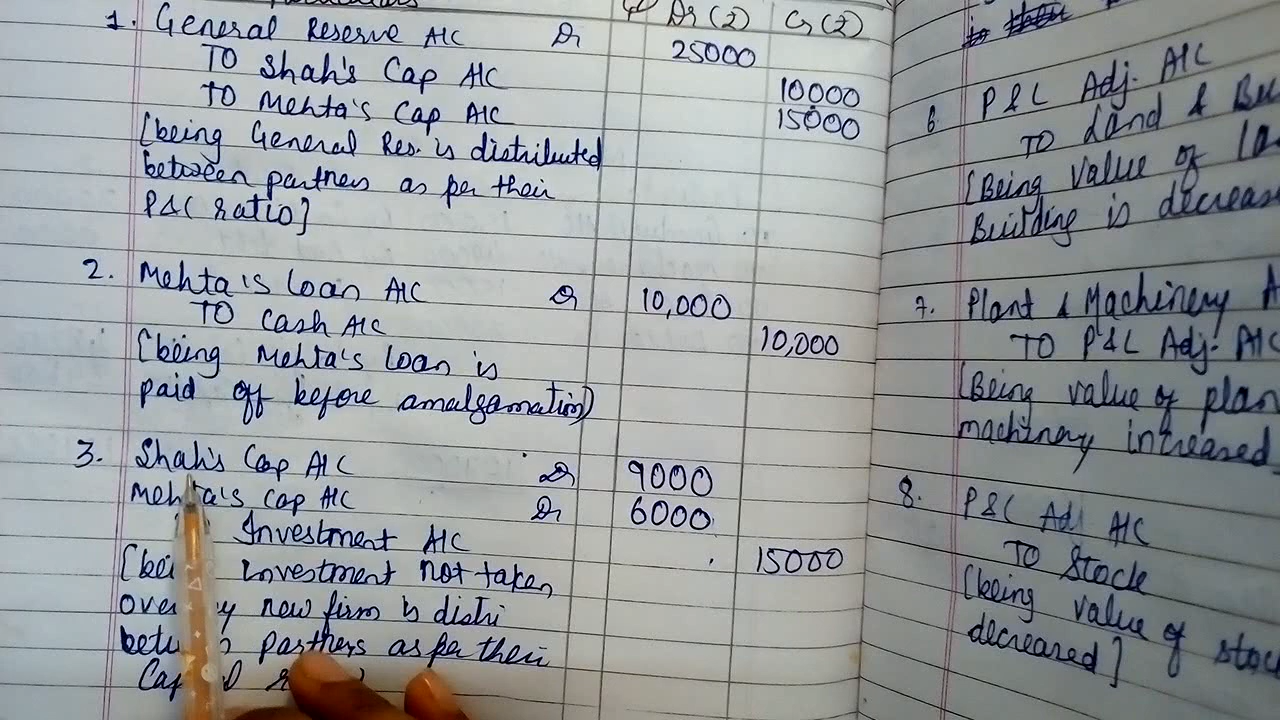 Particulars Dr (₹) Cr (₹)
1. General Reserve A/C Dr 25000
TO Shah's Cap A/C 10000
TO Mehta's Cap A/C 15000
[being General Res. is distributed
between partners as per their
P&L ratio]
2. Mehta's Loan A/C Dr 10,000
TO Cash A/C 10,000
[being Mehta's Loan is
paid off before amalgamation)
3. Shah's Cap A/C Dr 9000
Mehta's Cap A/C Dr 6000
Investment A/C 15000
[bei investment not taken
over y new firm is distri
betw n partners as per their
Cap l
6. P&L Adj. A/C
TO Land & Bu
[Being Value of la
Building is decreas
7. Plant & Machinery A
TO P&L Adj. A/C
[Being value of plan
machinery increased
8. P&L Adj A/C
TO Stock
[being value of stoc
decreased]